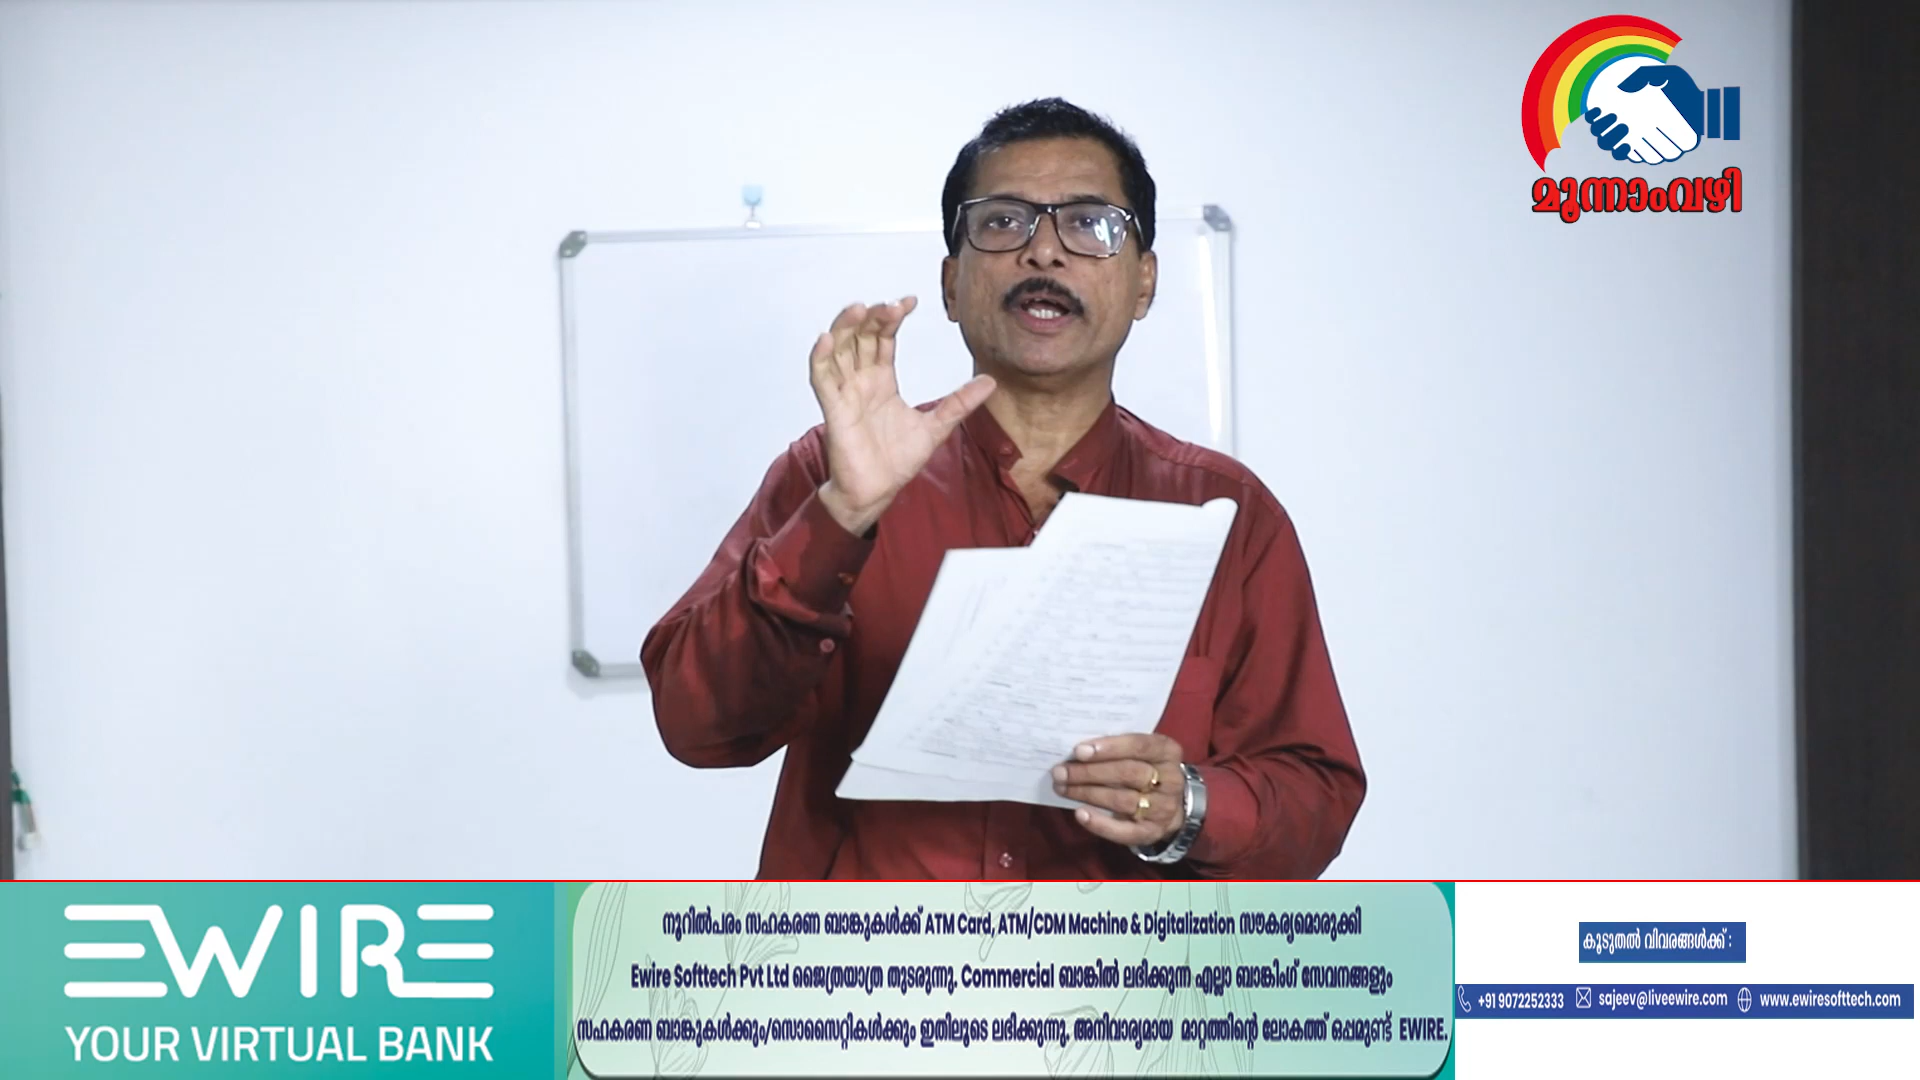 മൂന്നാംവഴി
EWIRE
YOUR VIRTUAL BANK
നൂറിൽപരം സഹകരണ ബാങ്കുകൾക്ക് ATM Card, ATM/CDM Machine & Digitalization സൗകര്യമൊരുക്കി
Ewire Softtech Pvt Ltd ജൈത്രയാത്ര തുടരുന്നു. Commercial ബാങ്കിൽ ലഭിക്കുന്ന എല്ലാ ബാങ്കിംഗ് സേവനങ്ങളും
സഹകരണ ബാങ്കുകൾക്കും/സൊസൈറ്റികൾക്കും ഇതിലൂടെ ലഭിക്കുന്നു. അനിവാര്യമായ മാറ്റത്തിന്റെ ലോകത്ത് ഒപ്പമുണ്ട് EWIRE.
കൂടുതൽ വിവരങ്ങൾക്ക് :
+91 9072252333 sajeev@liveewire.com www.ewiresofttech.com